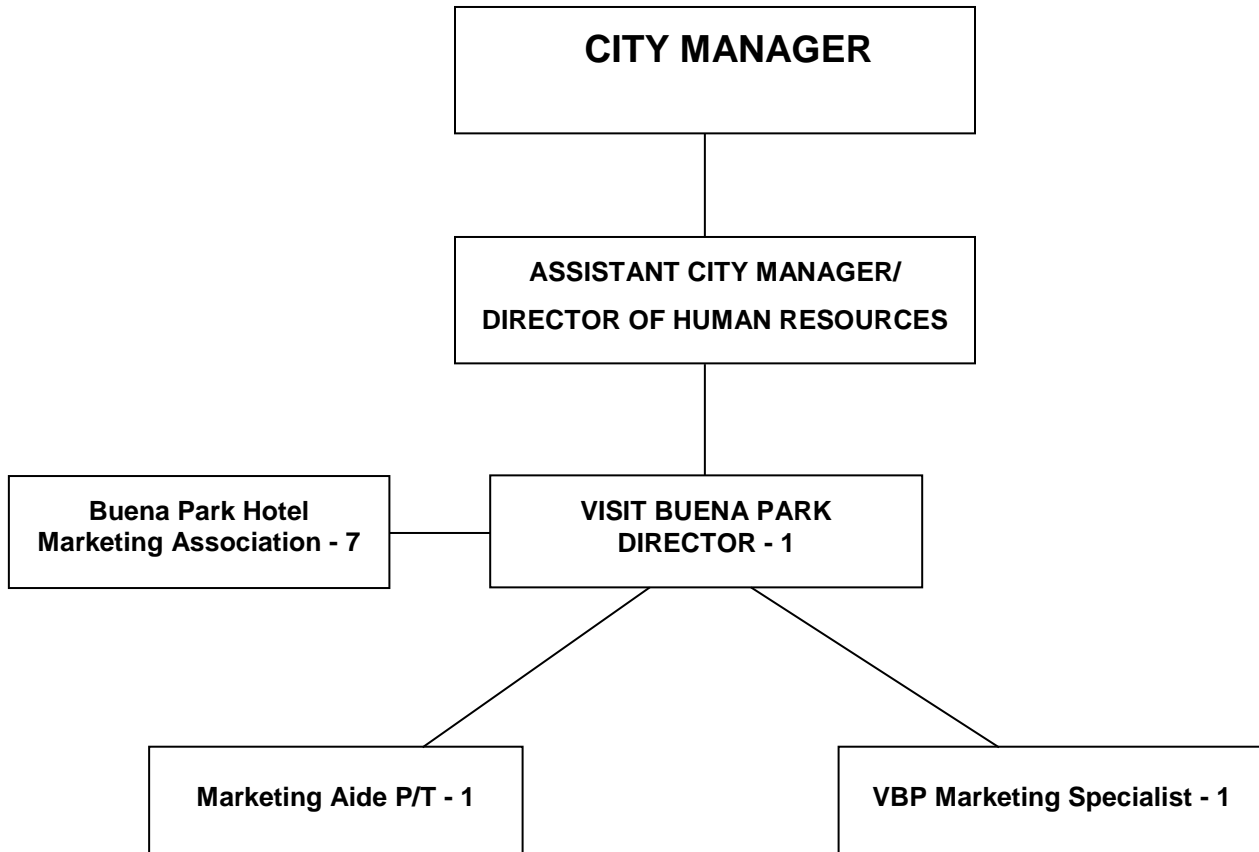 CITY MANAGER
ASSISTANT CITY MANAGER/
DIRECTOR OF HUMAN RESOURCES
Buena Park Hotel
Marketing Association - 7
VISIT BUENA PARK
DIRECTOR - 1
Marketing Aide P/T - 1
VBP Marketing Specialist - 1